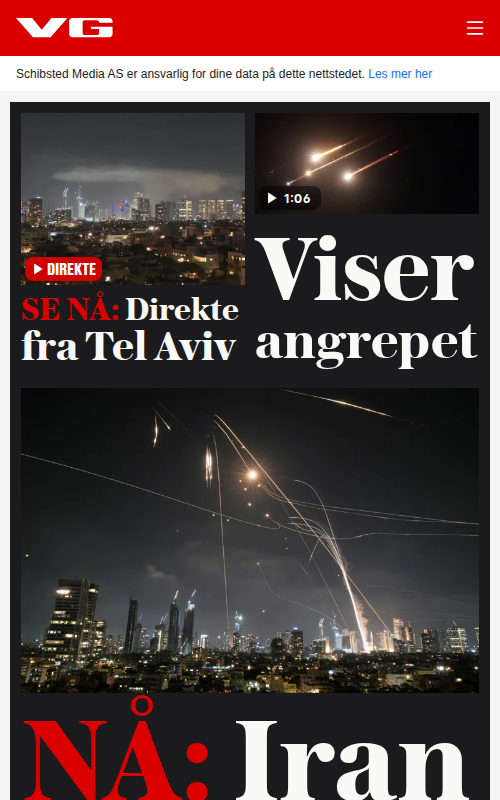 VG
Schibsted Media AS er ansvarlig for dine data på dette nettstedet. Les mer her
DIREKTE
SE NÅ: Direkte
fra Tel Aviv
1:06
Viser
angrepet
NÅ: Iran